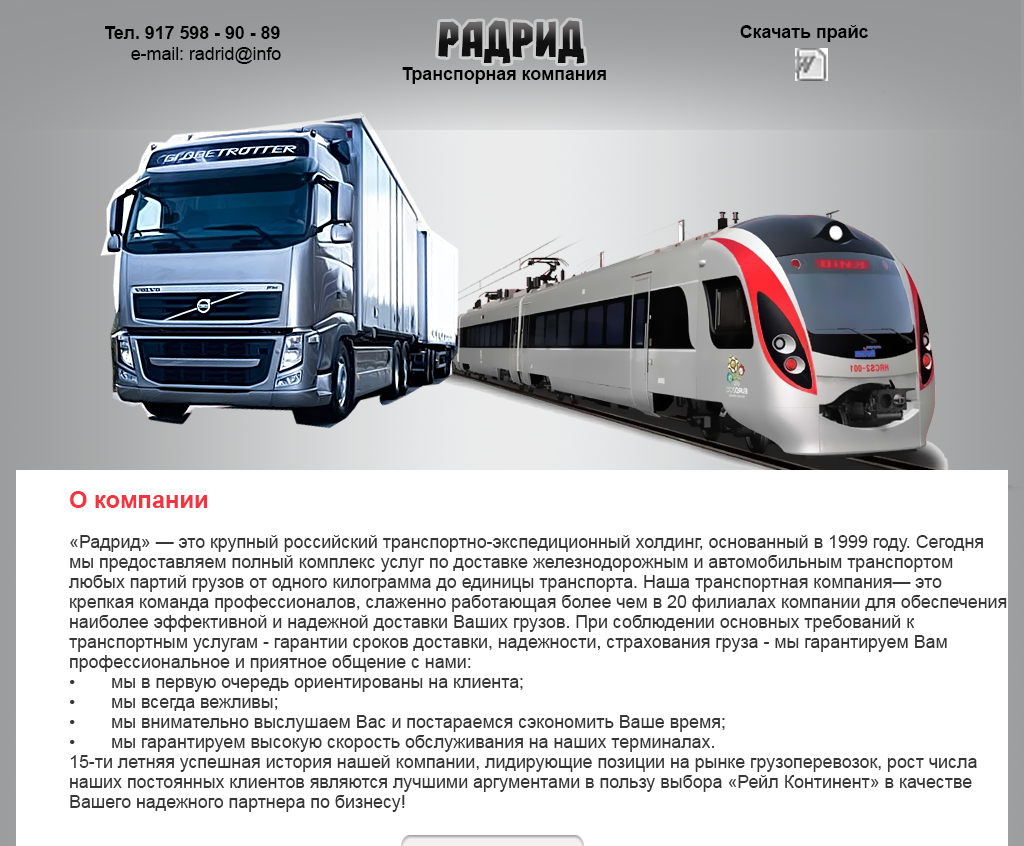 Тел. 917 598 - 90 - 89
e-mail: radrid@info
РАДРИД
Транспорная компания
Скачать прайс
W
GLOBETROTTER
VOLVO
HRCS2-001
О компании
«Радрид» — это крупный российский транспортно-экспедиционный холдинг, основанный в 1999 году. Сегодня
мы предоставляем полный комплекс услуг по доставке железнодорожным и автомобильным транспортом
любых партий грузов от одного килограмма до единицы транспорта. Наша транспортная компания— это
крепкая команда профессионалов, слаженно работающая более чем в 20 филиалах компании для обеспечения
наиболее эффективной и надежной доставки Ваших грузов. При соблюдении основных требований к
транспортным услугам - гарантии сроков доставки, надежности, страхования груза - мы гарантируем Вам
профессиональное и приятное общение с нами:
• мы в первую очередь ориентированы на клиента;
• мы всегда вежливы;
• мы внимательно выслушаем Вас и постараемся сэкономить Ваше время;
• мы гарантируем высокую скорость обслуживания на наших терминалах.
15-ти летняя успешная история нашей компании, лидирующие позиции на рынке грузоперевозок, рост числа
наших постоянных клиентов являются лучшими аргументами в пользу выбора «Рейл Континент» в качестве
Вашего надежного партнера по бизнесу!